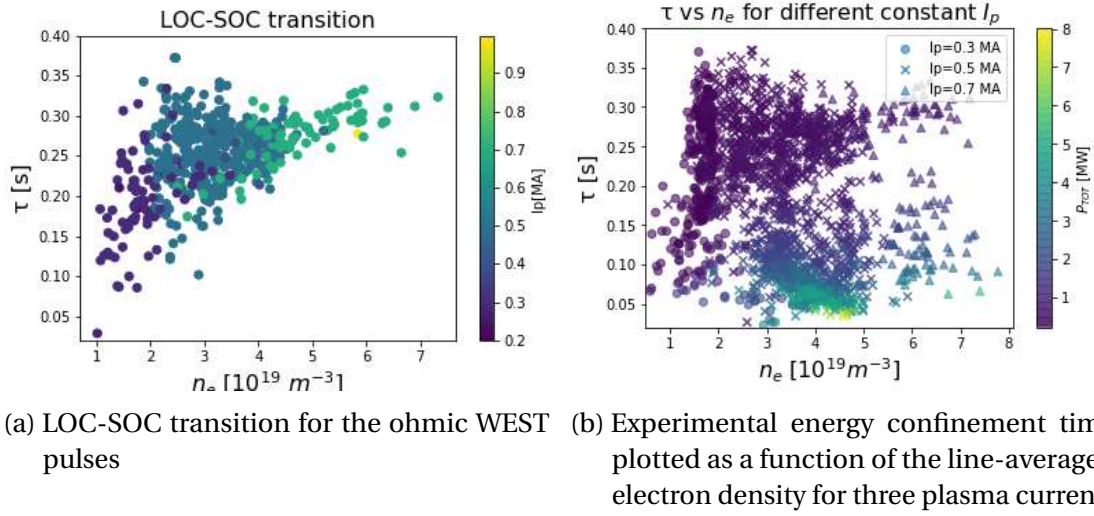 LOC-SOC transition
τ [s]
0.40
0.35
0.30
0.25
0.20
0.15
0.10
0.05
1 2 3 4 5 6 7
n_e [10^19 m^-3]
0.9
0.8
0.7
0.6
0.5
0.4
0.3
0.2
Ip[MA]
τ vs n_e for different constant I_p
τ [s]
0.40
0.35
0.30
0.25
0.20
0.15
0.10
0.05
Ip=0.3 MA
Ip=0.5 MA
Ip=0.7 MA
1 2 3 4 5 6 7 8
n_e [10^19 m^-3]
8
7
6
5
4
3
2
1
P_TOT [MW]
(a) LOC-SOC transition for the ohmic WEST
pulses
(b) Experimental energy confinement tim
plotted as a function of the line-average
electron density for three plasma curren